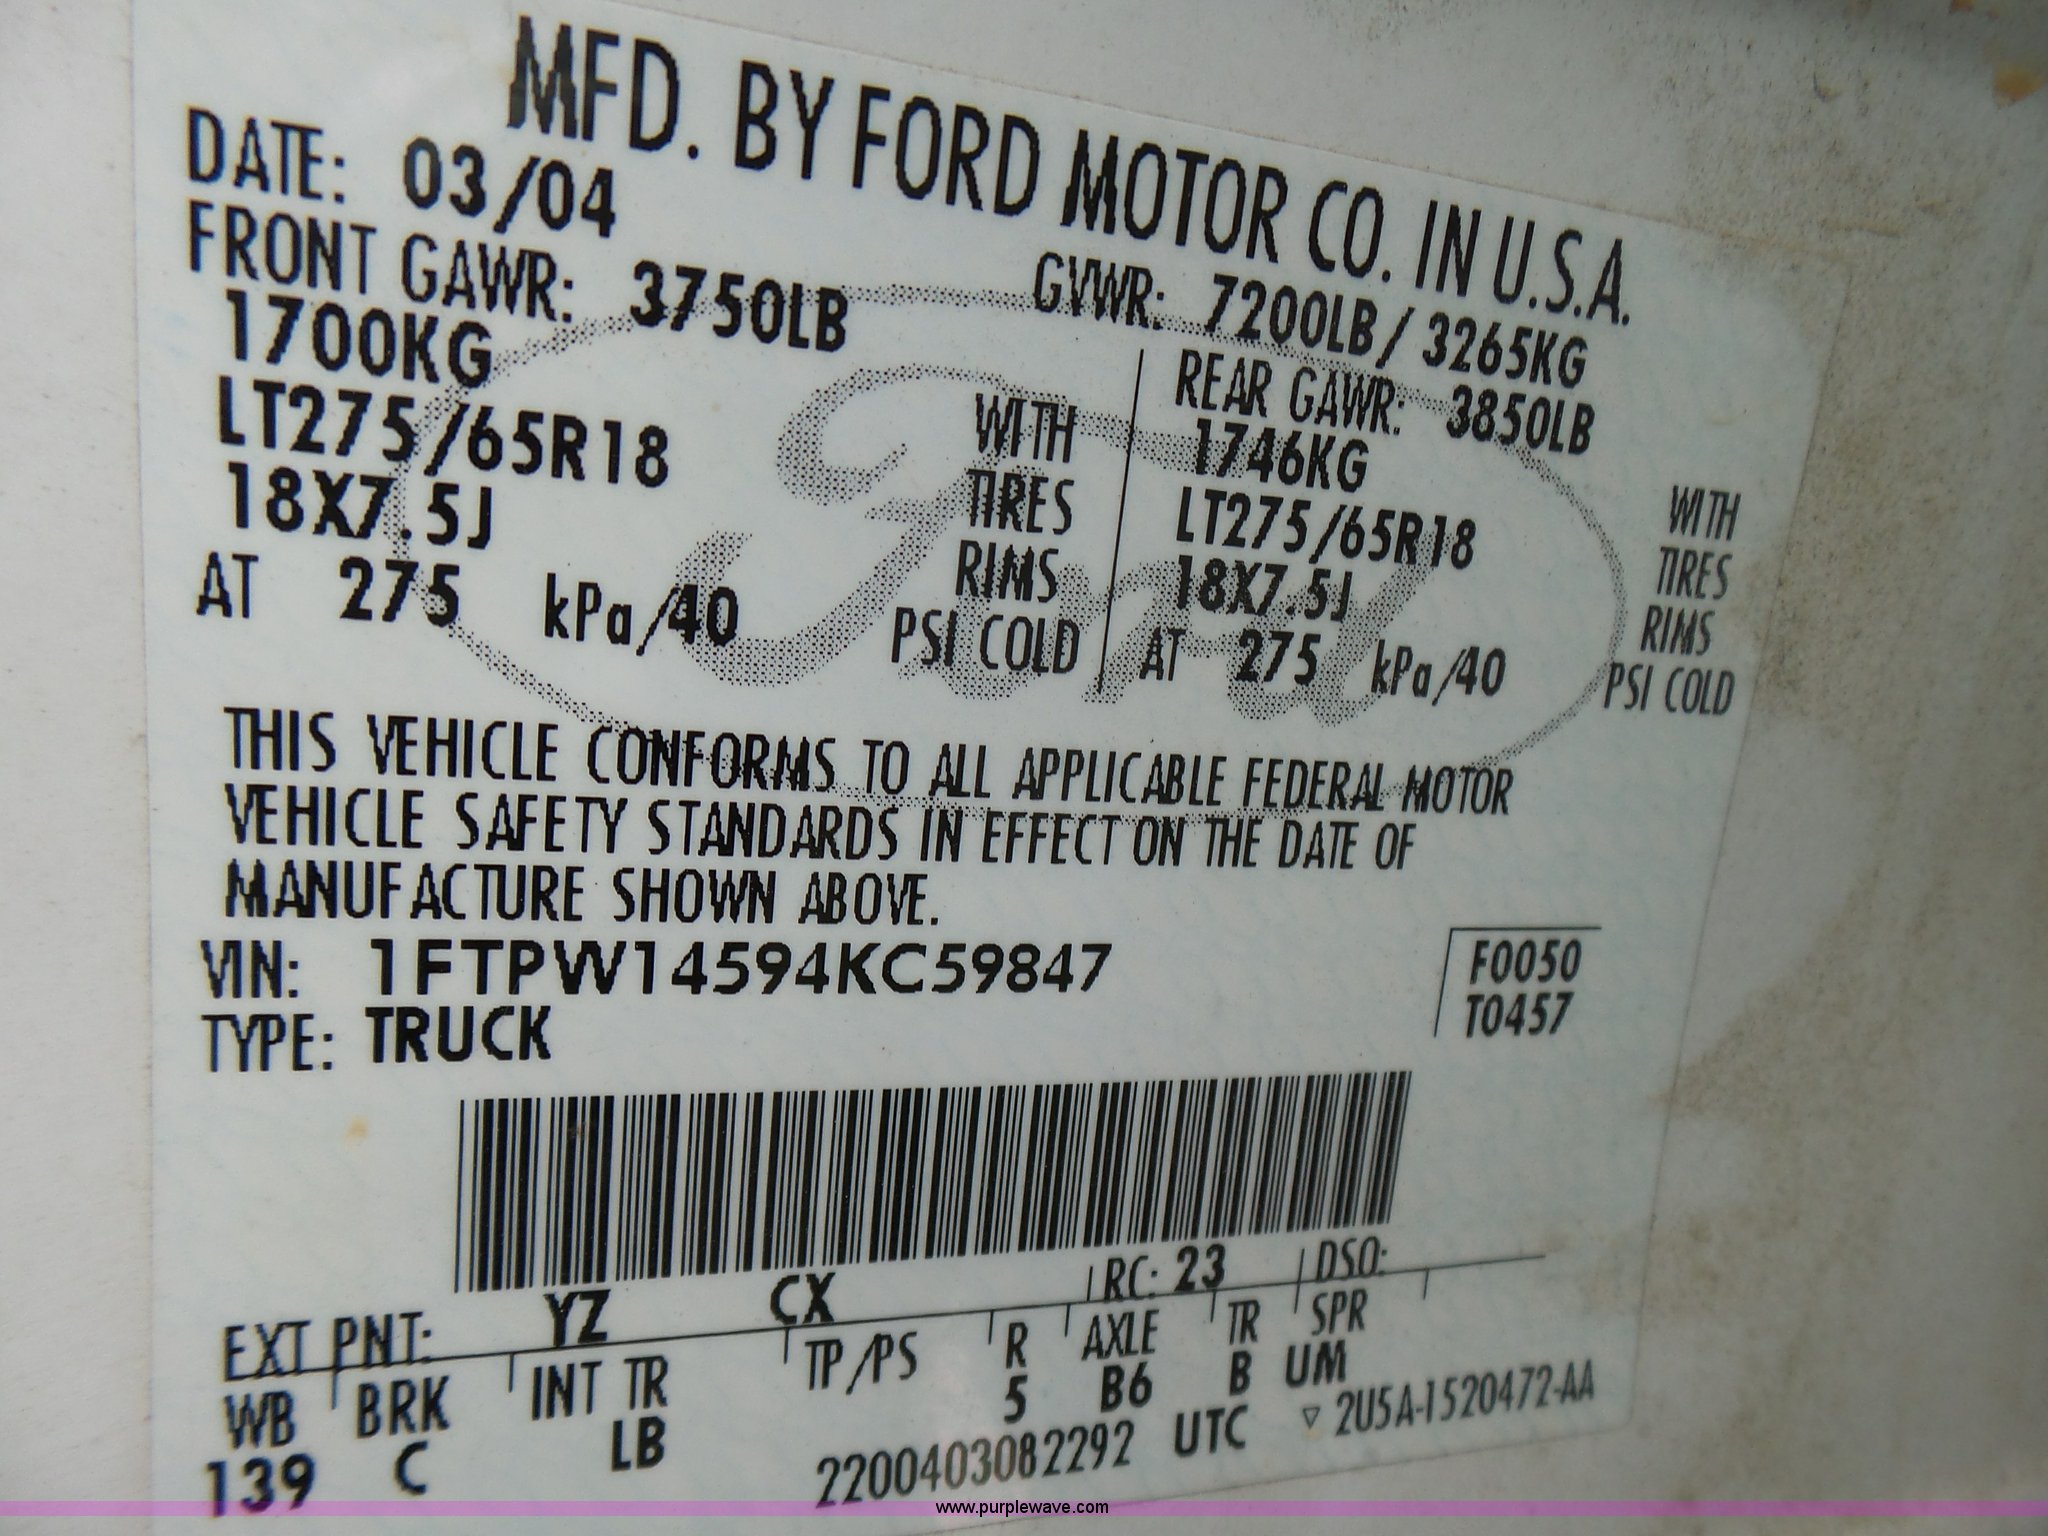 MFD. BY FORD MOTOR CO. IN U.S.A.
DATE: 03/04 GVWR: 7200LB / 3265KG
FRONT GAWR: 3750LB REAR GAWR: 3850LB
1700KG WITH 1746KG WITH
LT275/65R18 TIRES LT275/65R18 TIRES
18X7.5J RIMS 18X7.5J RIMS
AT 275 kPa/40 PSI COLD AT 275 kPa/40 PSI COLD
Ford
THIS VEHICLE CONFORMS TO ALL APPLICABLE FEDERAL MOTOR
VEHICLE SAFETY STANDARDS IN EFFECT ON THE DATE OF
MANUFACTURE SHOWN ABOVE.
VIN: 1FTPW14594KC59847 F0050
TYPE: TRUCK T0457
EXT PNT: YZ CX RC: 23 DSO:
WB BRK INT TR TP/PS R AXLE TR SPR
139 C LB 5 B6 B UM
2200403082292 UTC ▽ 2U5A-1520472-AA
www.purplewave.com